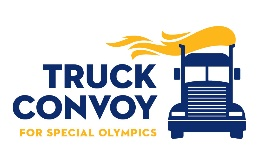 TRUCK
CONVOY
FOR SPECIAL OLYMPICS